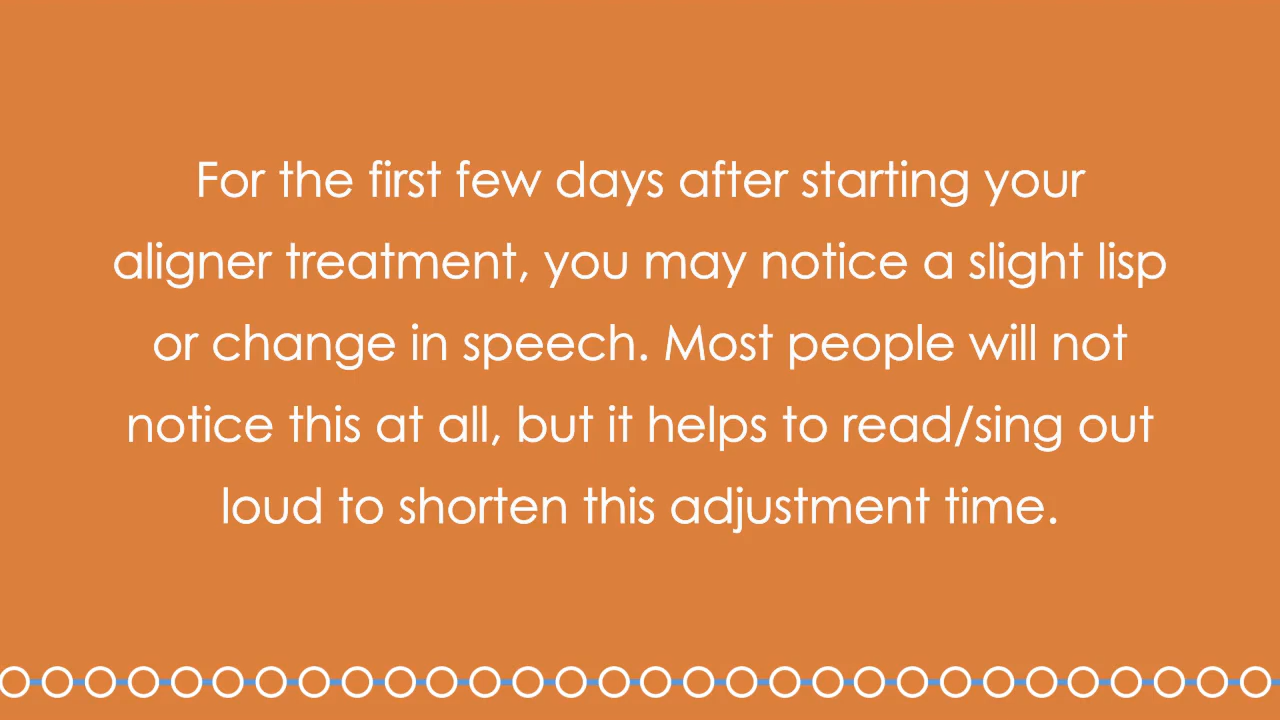 For the first few days after starting your
aligner treatment, you may notice a slight lisp
or change in speech. Most people will not
notice this at all, but it helps to read/sing out
loud to shorten this adjustment time.